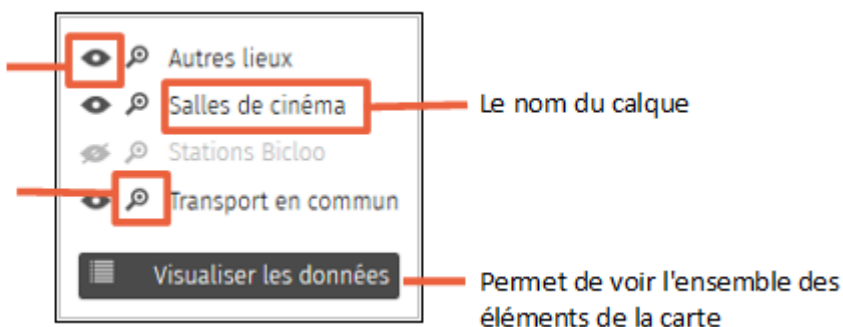 Autres lieux
Salles de cinéma
Le nom du calque
Stations Bicloo
Transport en commun
Visualiser les données
Permet de voir l'ensemble des
éléments de la carte